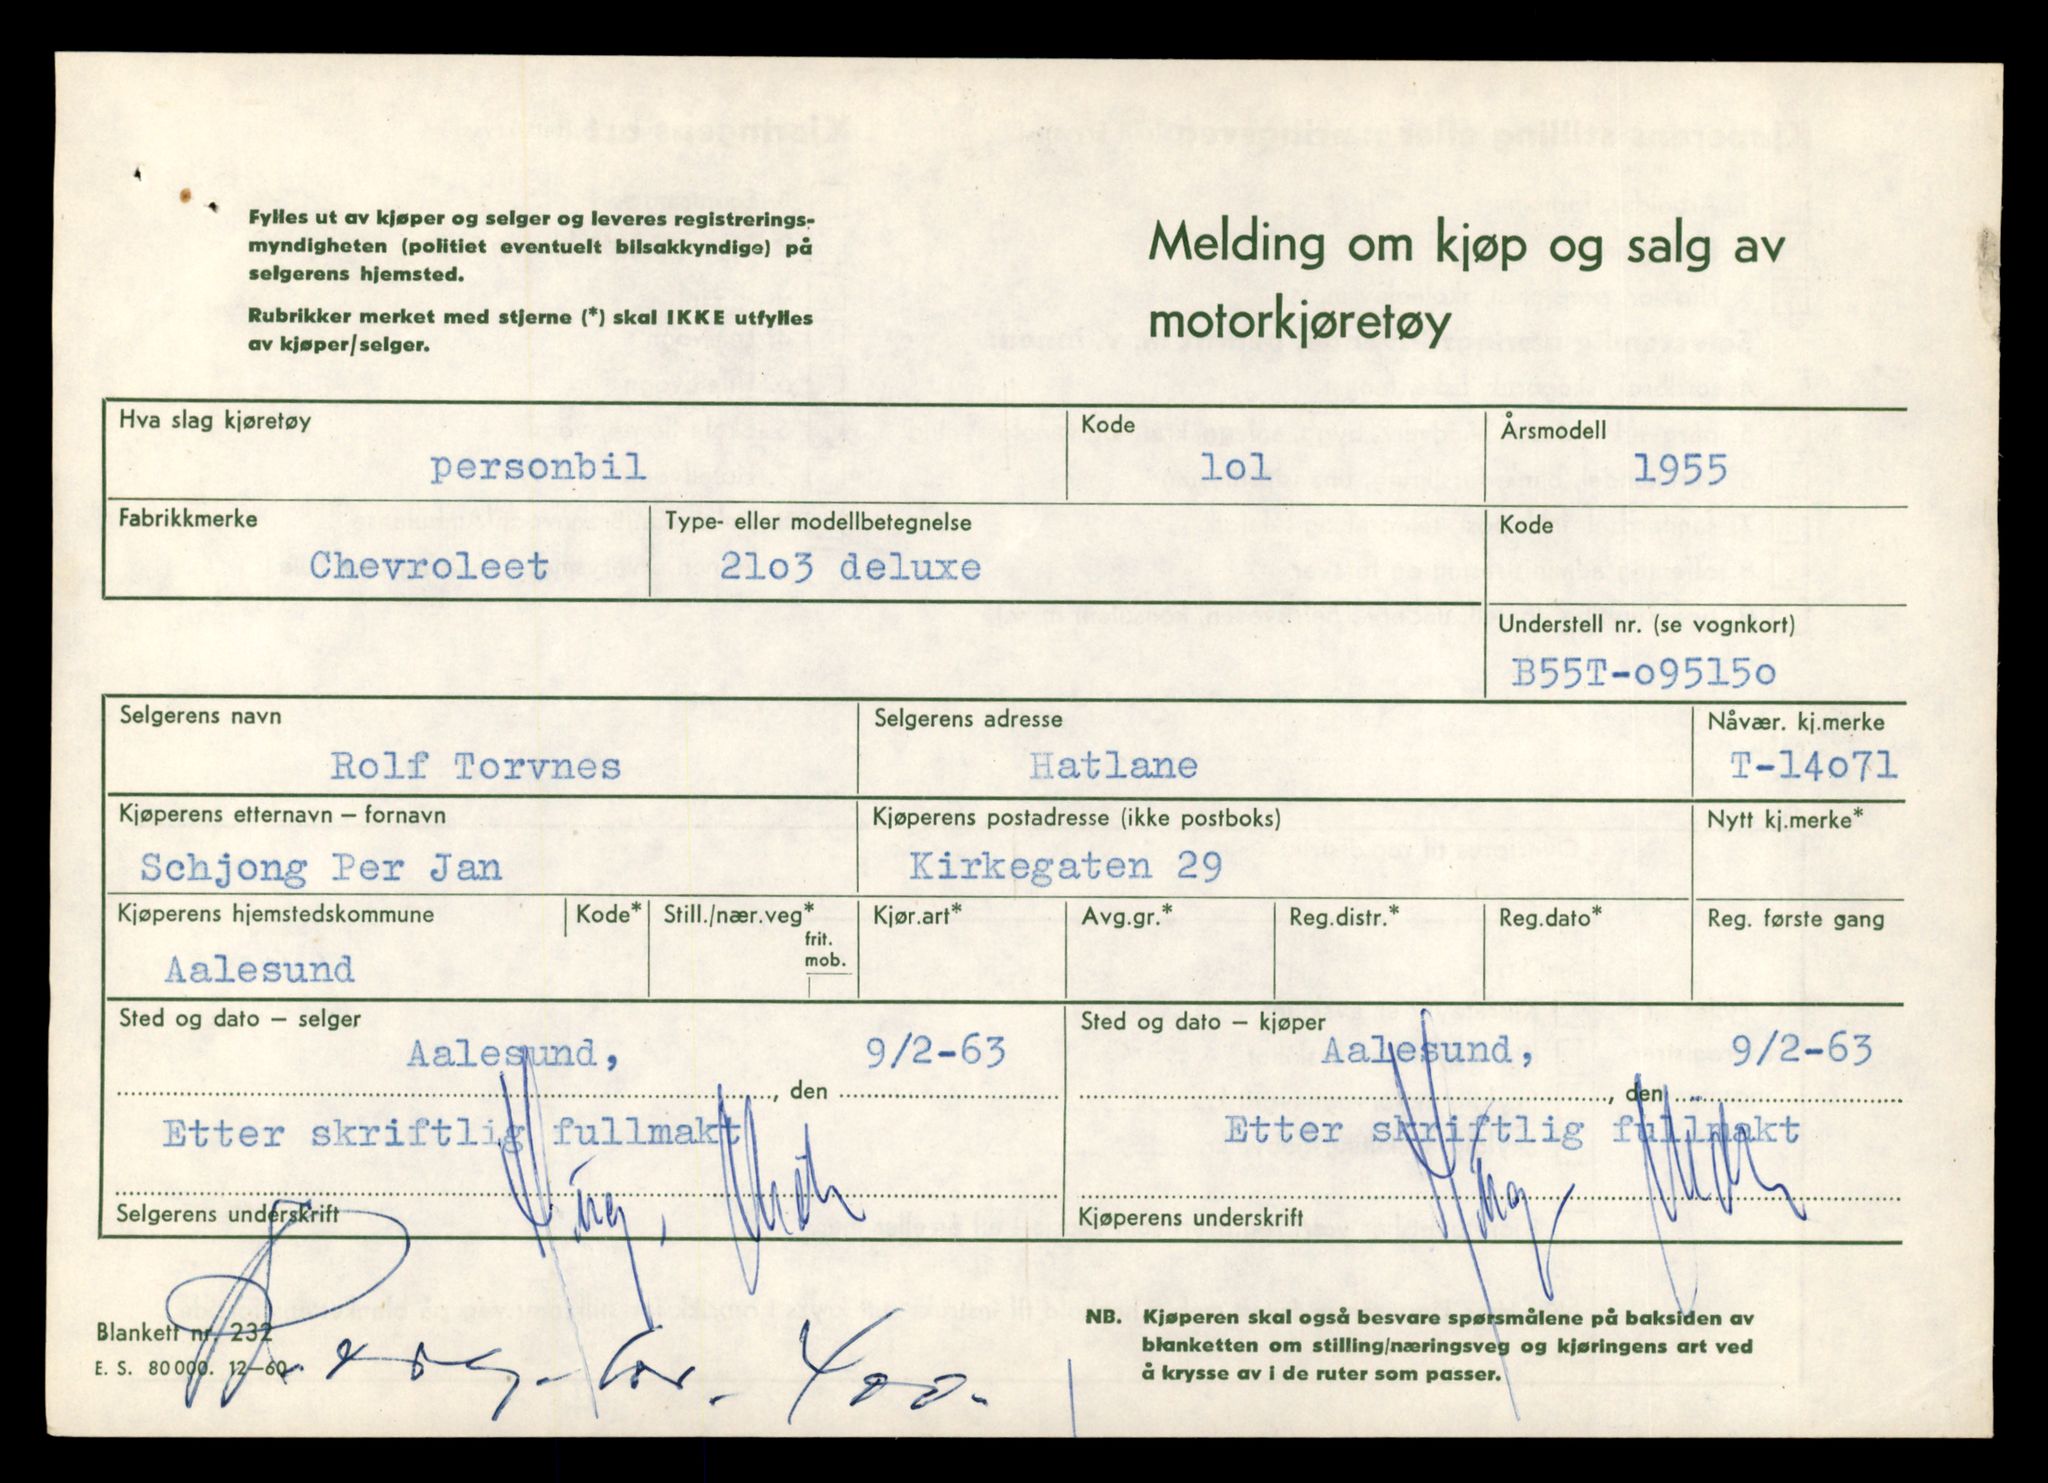 Fylles ut av kjøper og selger og leveres registrerings-
myndigheten (politiet eventuelt bilsakkyndige) på
selgerens hjemsted.
Rubrikker merket med stjerne (*) skal IKKE utfylles
av kjøper/selger.
Melding om kjøp og salg av
motorkjøretøy
Hva slag kjøretøy Kode Årsmodell
personbil lol 1955
Fabrikkmerke Type- eller modellbetegnelse Kode
Chevroleet 2lo3 deluxe
Understell nr. (se vognkort)
B55T-o9515o
Selgerens navn Selgerens adresse Nåvær. kj.merke
Rolf Torvnes Hatlane T-14o71
Kjøperens etternavn – fornavn Kjøperens postadresse (ikke postboks) Nytt kj.merke*
Schjong Per Jan Kirkegaten 29
Kjøperens hjemstedskommune Kode* Still./nær.veg* Kjør.art* Avg.gr.* Reg.distr.* Reg.dato* Reg. første gang
frit.
mob.
Aalesund
Sted og dato – selger Sted og dato – kjøper
Aalesund, 9/2-63 Aalesund, 9/2-63
, den , den
Etter skriftlig fullmakt Etter skriftlig fullmakt
Selgerens underskrift Kjøperens underskrift
Blankett nr. 232
E. S. 80000. 12–60
400.-
NB. Kjøperen skal også besvare spørsmålene på baksiden av
blanketten om stilling/næringsveg og kjøringens art ved
å krysse av i de ruter som passer.